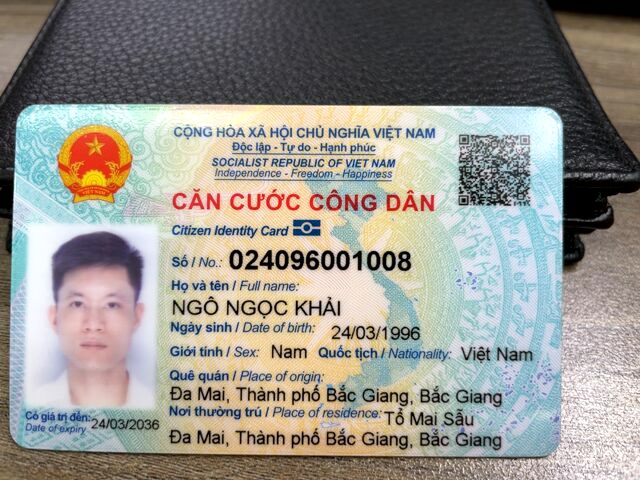 CỘNG HÒA XÃ HỘI CHỦ NGHĨA VIỆT NAM
Độc lập - Tự do - Hạnh phúc
SOCIALIST REPUBLIC OF VIET NAM
Independence - Freedom - Happiness
CĂN CƯỚC CÔNG DÂN
Citizen Identity Card
Số / No.: 024096001008
Họ và tên / Full name:
NGÔ NGỌC KHẢI
Ngày sinh / Date of birth: 24/03/1996
Giới tính / Sex: Nam Quốc tịch / Nationality: Việt Nam
Quê quán / Place of origin:
Đa Mai, Thành phố Bắc Giang, Bắc Giang
Nơi thường trú / Place of residence: Tổ Mai Sẫu
Đa Mai, Thành phố Bắc Giang, Bắc Giang
Có giá trị đến: 24/03/2036
Date of expiry